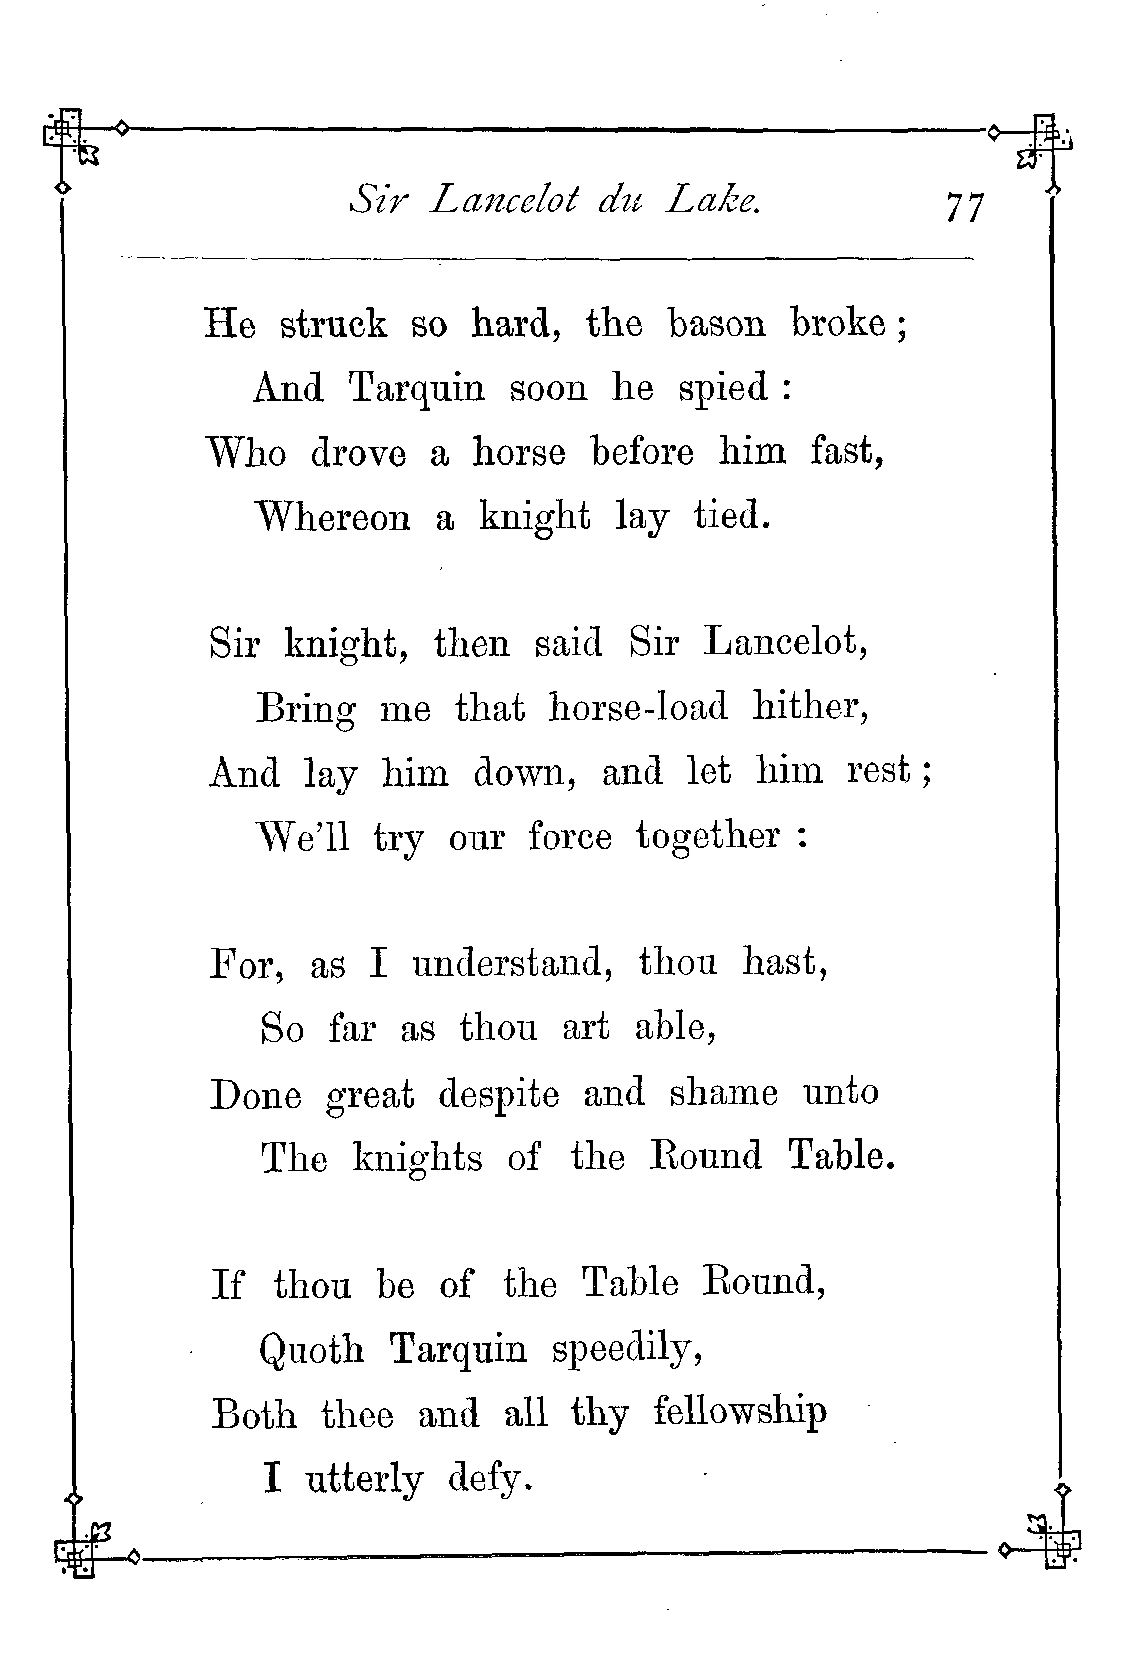 Sir Lancelot du Lake. 77
He struck so hard, the bason broke ;
And Tarquin soon he spied :
Who drove a horse before him fast,
Whereon a knight lay tied.
Sir knight, then said Sir Lancelot,
Bring me that horse-load hither,
And lay him down, and let him rest ;
We'll try our force together :
For, as I understand, thou hast,
So far as thou art able,
Done great despite and shame unto
The knights of the Round Table.
If thou be of the Table Round,
Quoth Tarquin speedily,
Both thee and all thy fellowship
I utterly defy.